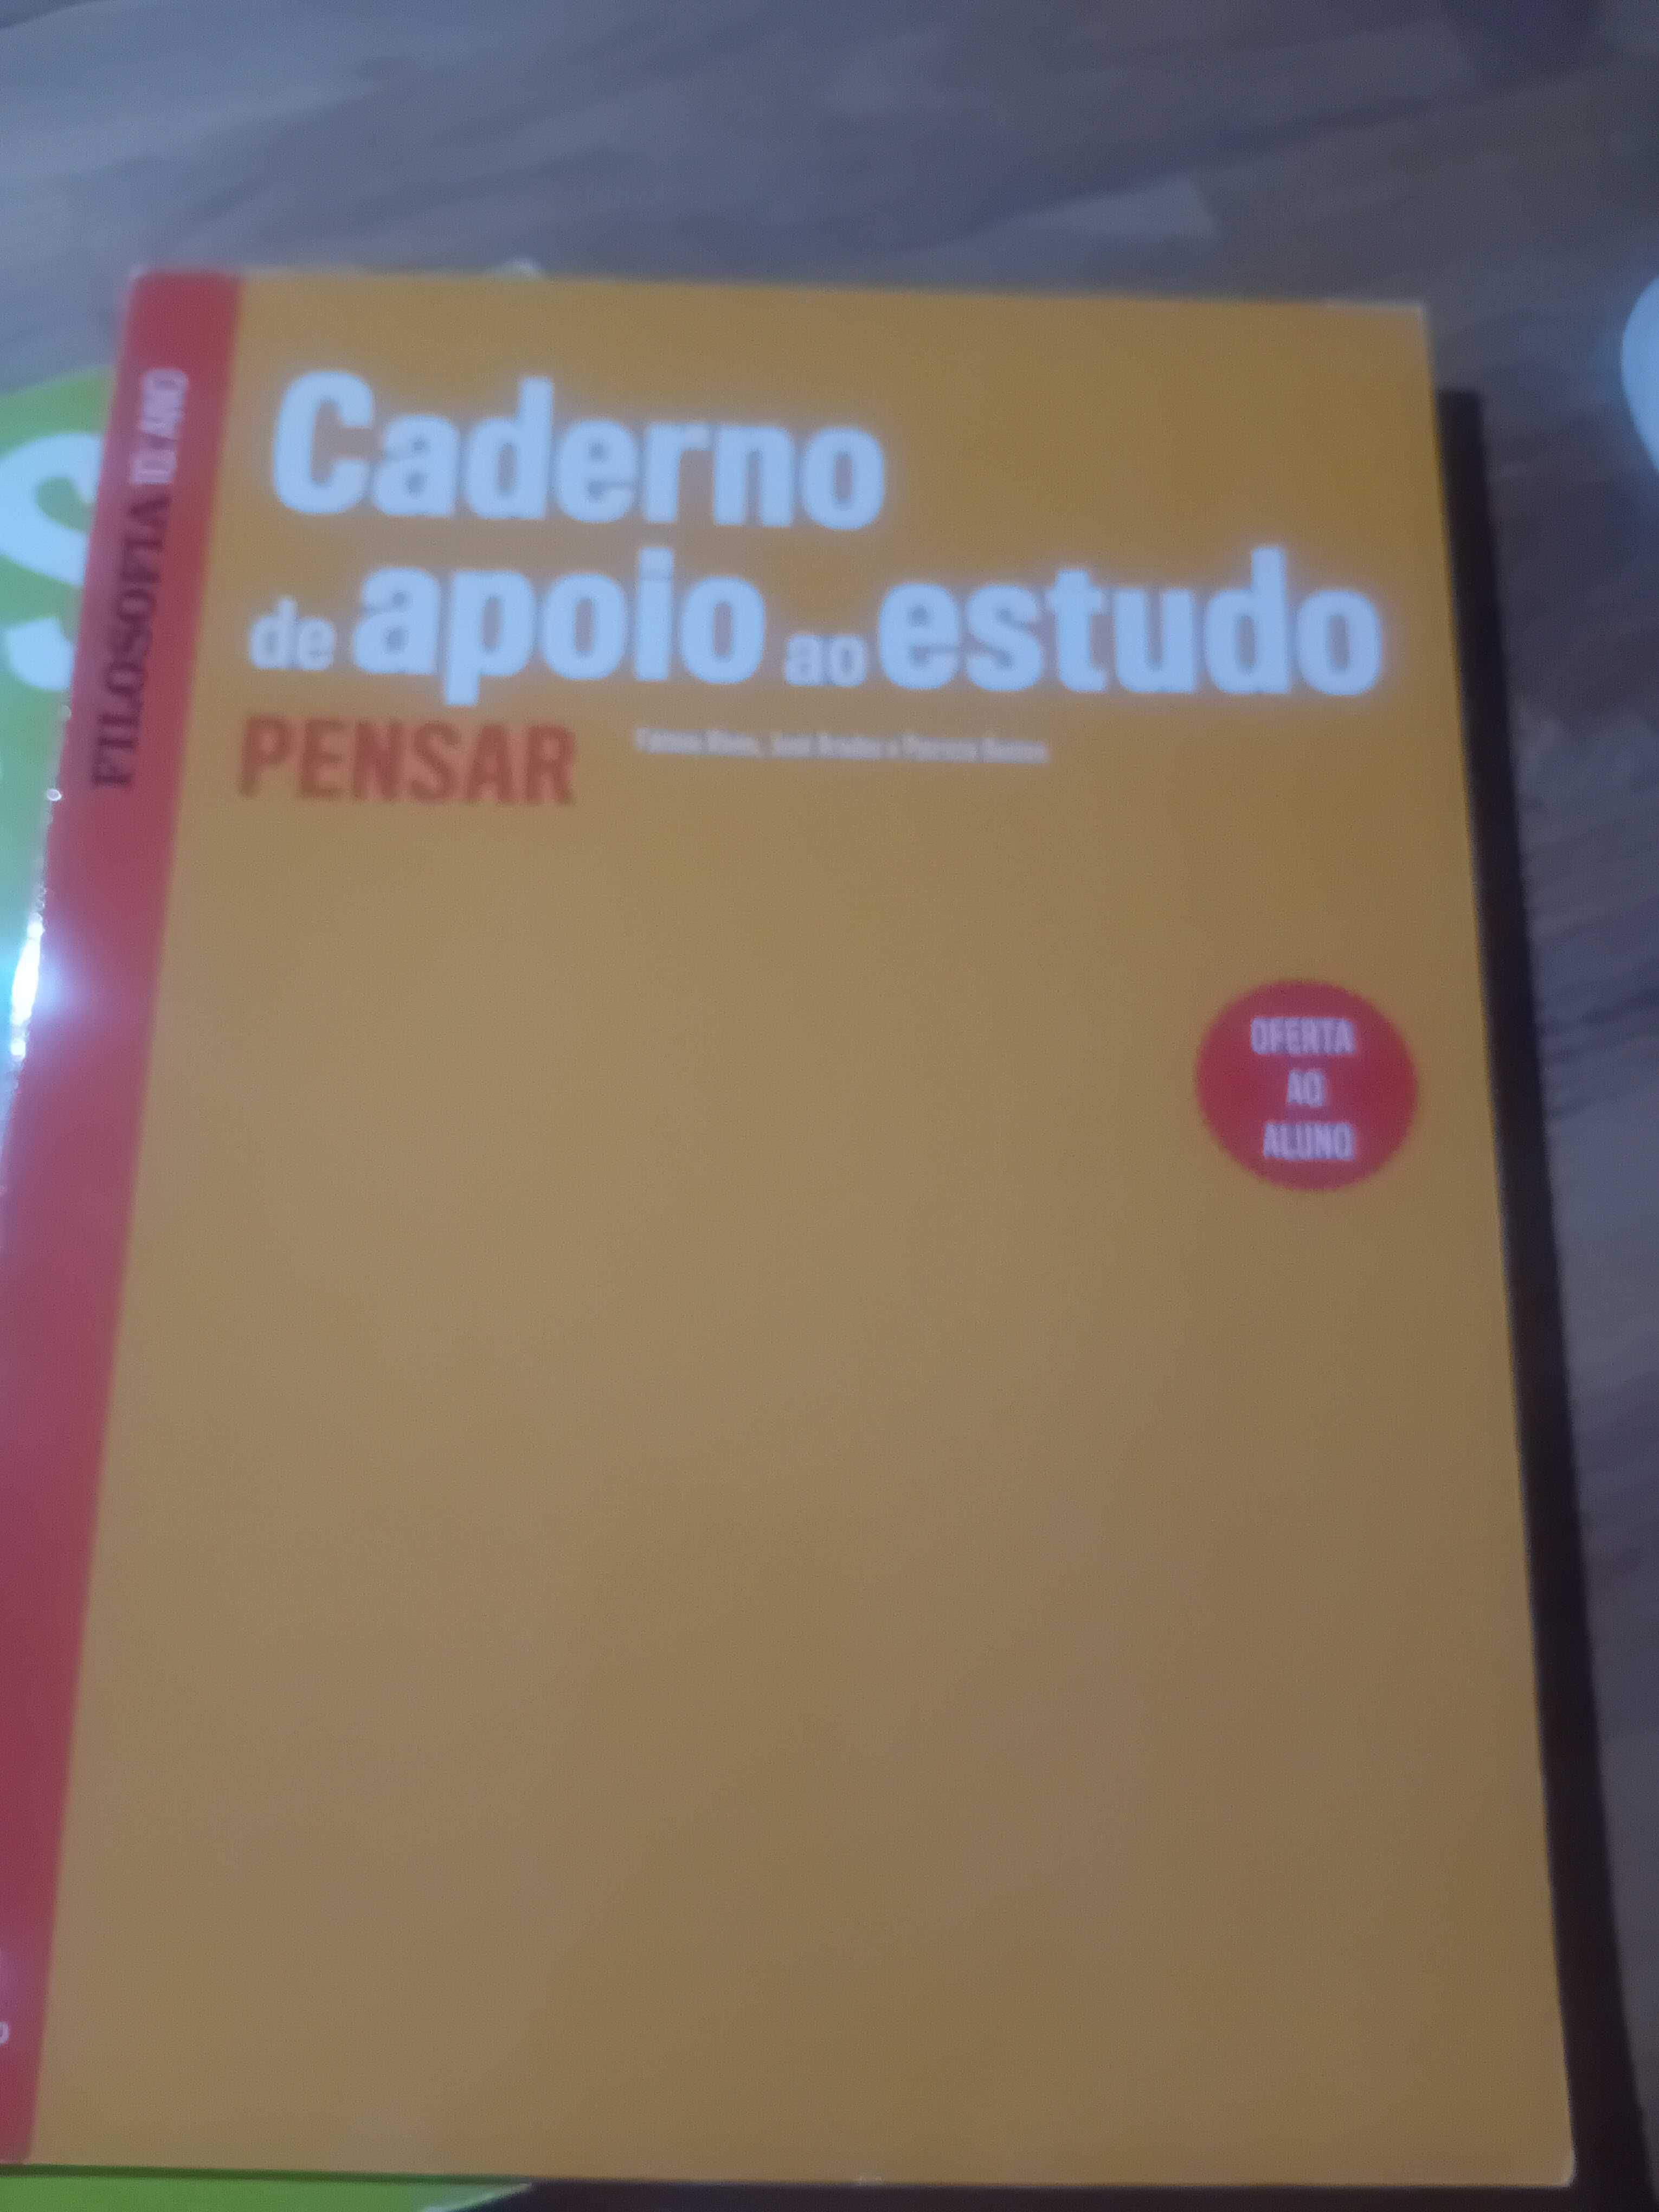 FILOSOFIA 10.º ANO
Caderno
de apoio ao estudo
PENSAR
OFERTA
AO
ALUNO